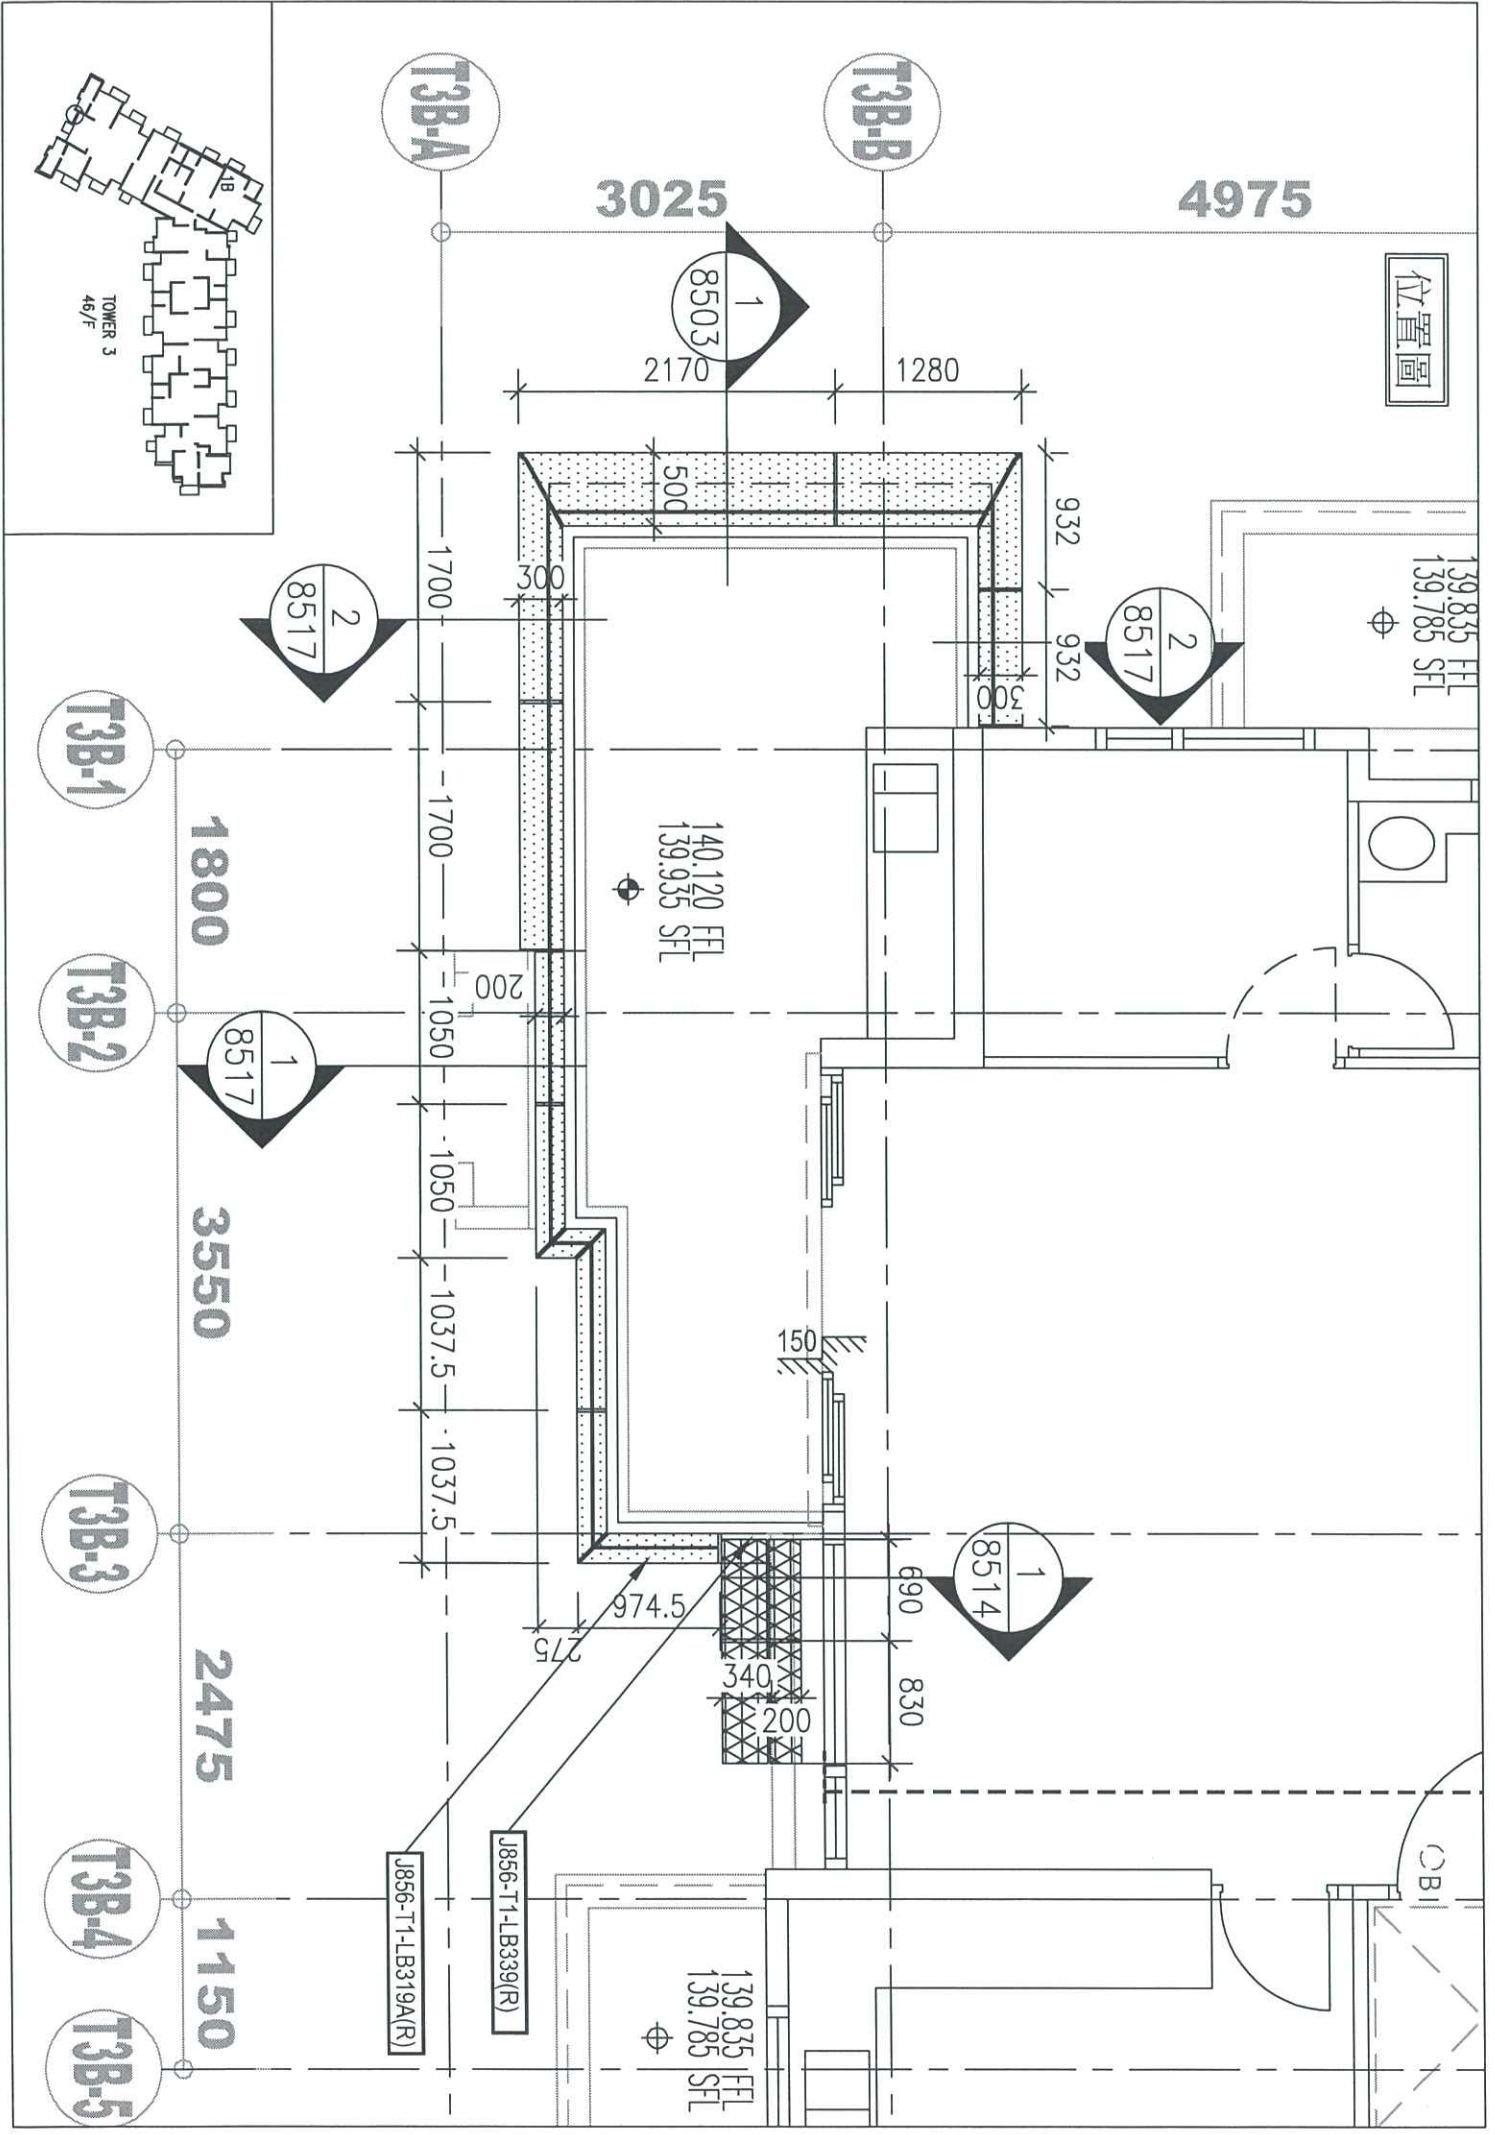 位置圖
TOWER 3
46/F
1B
T3B-A
T3B-B
3025
4975
1
8503
2170
1280
500
932
932
300
300
2
8517
2
8517
139.835 FFL
139.785 SFL
1700
1700
1050
1050
1037.5
1037.5
200
140.120 FFL
139.935 SFL
1
8517
150
1
8514
690
830
974.5
275
340
200
J856-T1-LB319A(R)
J856-T1-LB339(R)
139.835 FFL
139.785 SFL
B
T3B-1
1800
T3B-2
3550
T3B-3
2475
T3B-4
1150
T3B-5